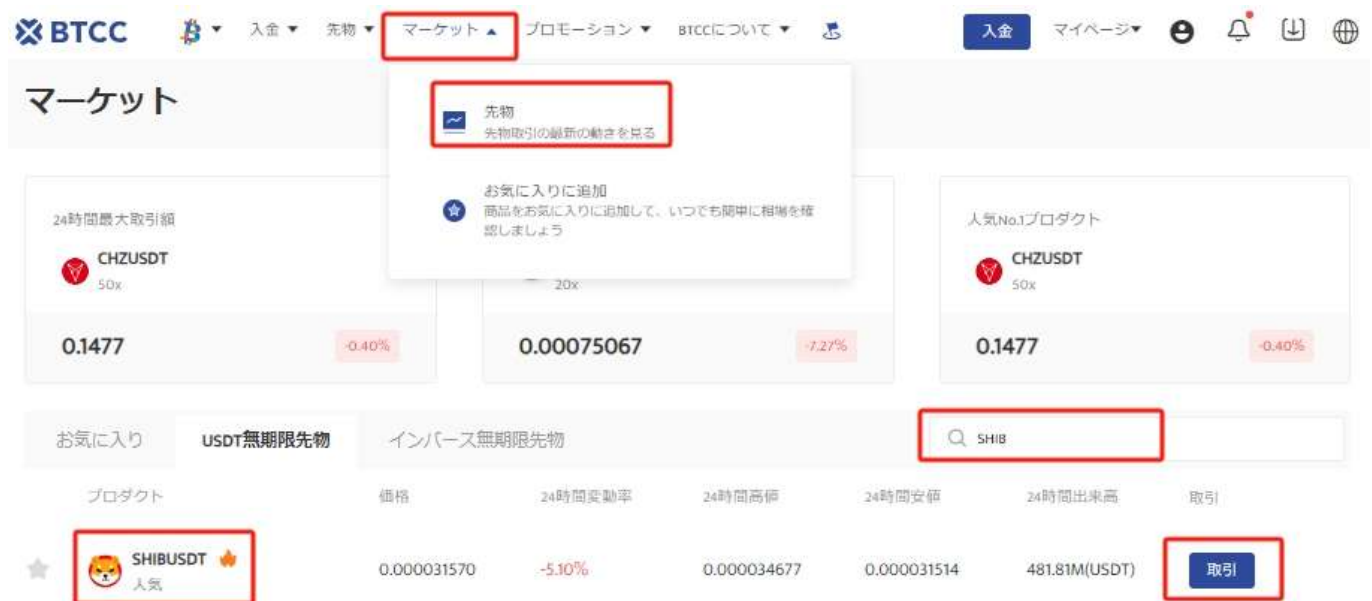 BTCC 入金 先物 マーケット プロモーション BTCCについて 入金 マイページ
マーケット
先物
先物取引の最新の動きを見る
お気に入りに追加
商品をお気に入りに追加して、いつでも簡単に相場を確
認しましょう
24時間最大取引額
CHZUSDT
50x
0.1477 -0.40%
20x
0.00075067 -7.27%
人気No.1プロダクト
CHZUSDT
50x
0.1477 -0.40%
お気に入り USDT無期限先物 インバース無期限先物 SHIB
プロダクト 価格 24時間変動率 24時間高値 24時間安値 24時間出来高 取引
SHIBUSDT 0.000031570 -5.10% 0.000034677 0.000031514 481.81M(USDT) 取引
人気